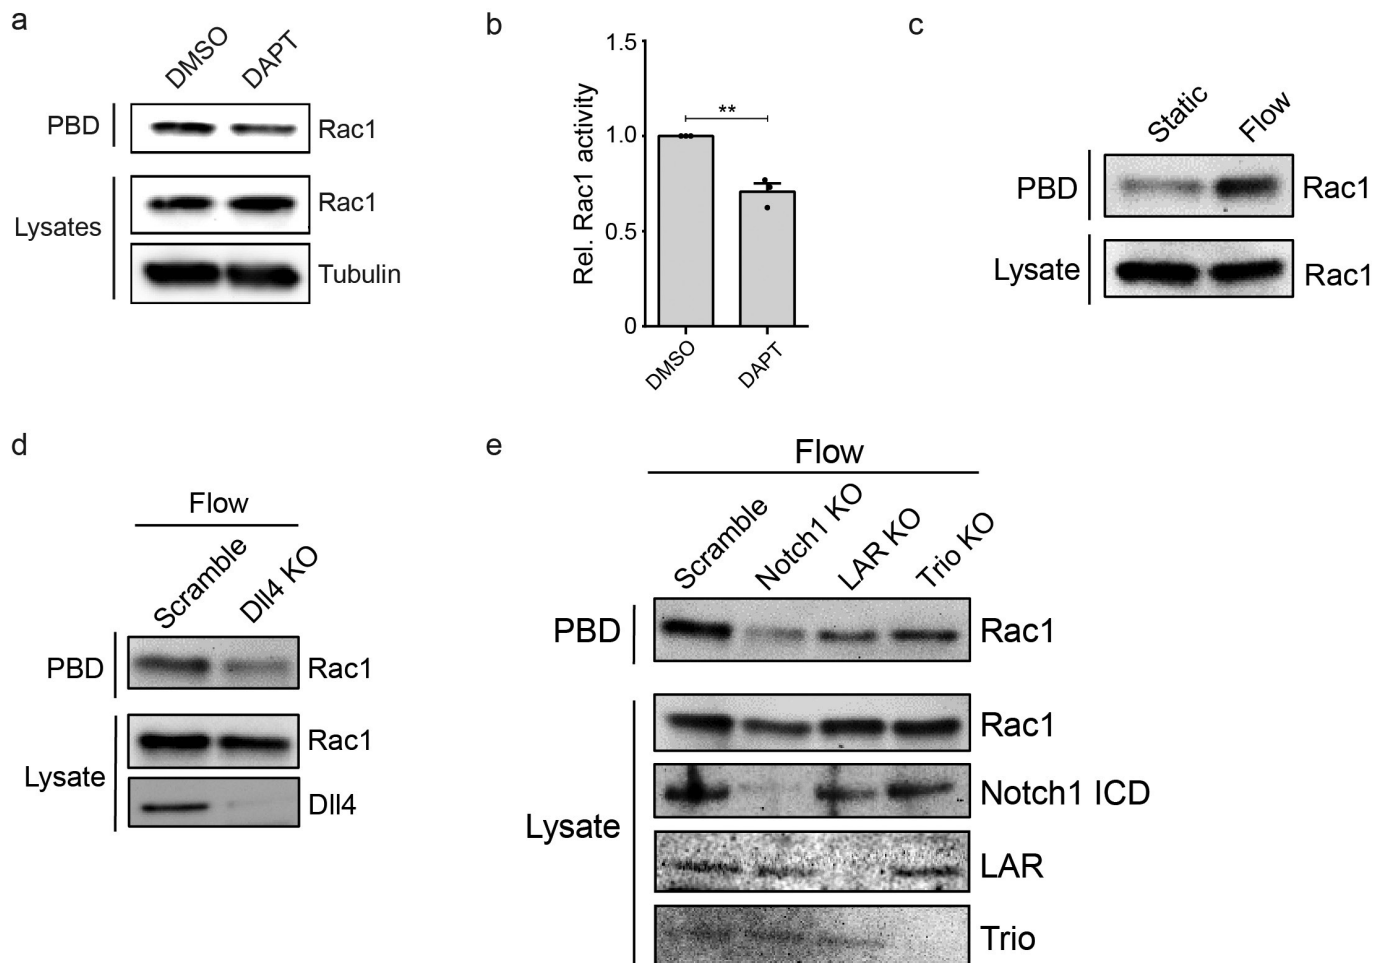 a
DMSO
DAPT
PBD
Rac1
Lysates
Rac1
Tubulin
b
Rel. Rac1 activity
1.5
1.0
0.5
0
**
DMSO
DAPT
c
Static
Flow
PBD
Rac1
Lysate
Rac1
d
Flow
Scramble
Dll4 KO
PBD
Rac1
Lysate
Rac1
Dll4
e
Flow
Scramble
Notch1 KO
LAR KO
Trio KO
PBD
Rac1
Lysate
Rac1
Notch1 ICD
LAR
Trio